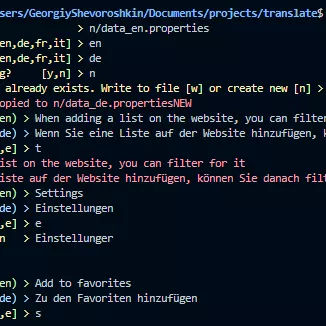 sers/GeorgiyShevoroshkin/Documents/projects/translate$
> n/data_en.properties
en,de,fr,it] > en
en,de,fr,it] > de
g? [y,n] > n
already exists. Write to file [w] or create new [n] >
opied to n/data_de.propertiesNEW
en) > When adding a list on the website, you can filter
de) > Wenn Sie eine Liste auf der Website hinzufügen, k
,e] > t
ist on the website, you can filter for it
iste auf der Website hinzufügen, können Sie danach filt
en) > Settings
de) > Einstellungen
,e] > e
n > Einstellunger
en) > Add to favorites
de) > Zu den Favoriten hinzufügen
,e] > s